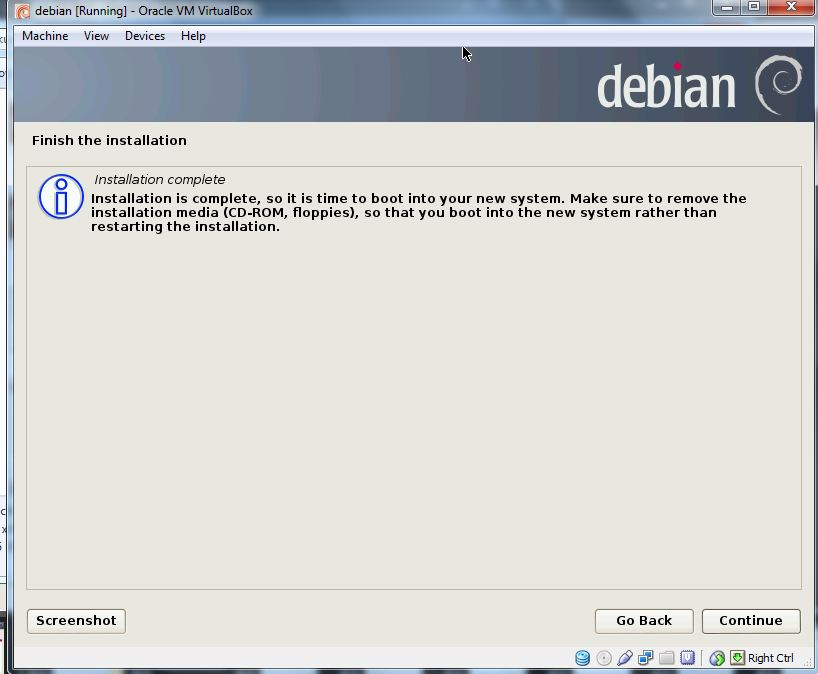 debian [Running] - Oracle VM VirtualBox
Machine View Devices Help
debian
Finish the installation
Installation complete
Installation is complete, so it is time to boot into your new system. Make sure to remove the
installation media (CD-ROM, floppies), so that you boot into the new system rather than
restarting the installation.
Screenshot Go Back Continue
Right Ctrl